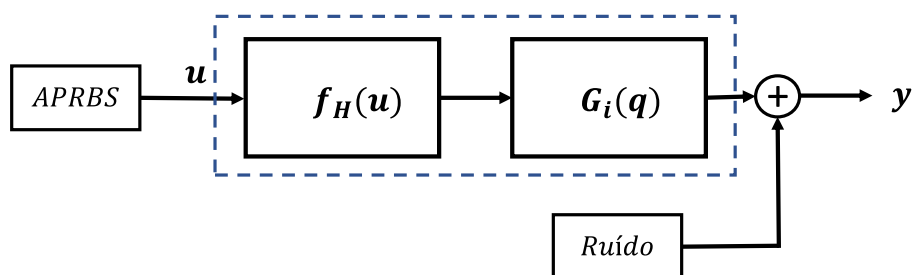 APRBS
u
f_H(u)
G_i(q)
+
y
Ruído